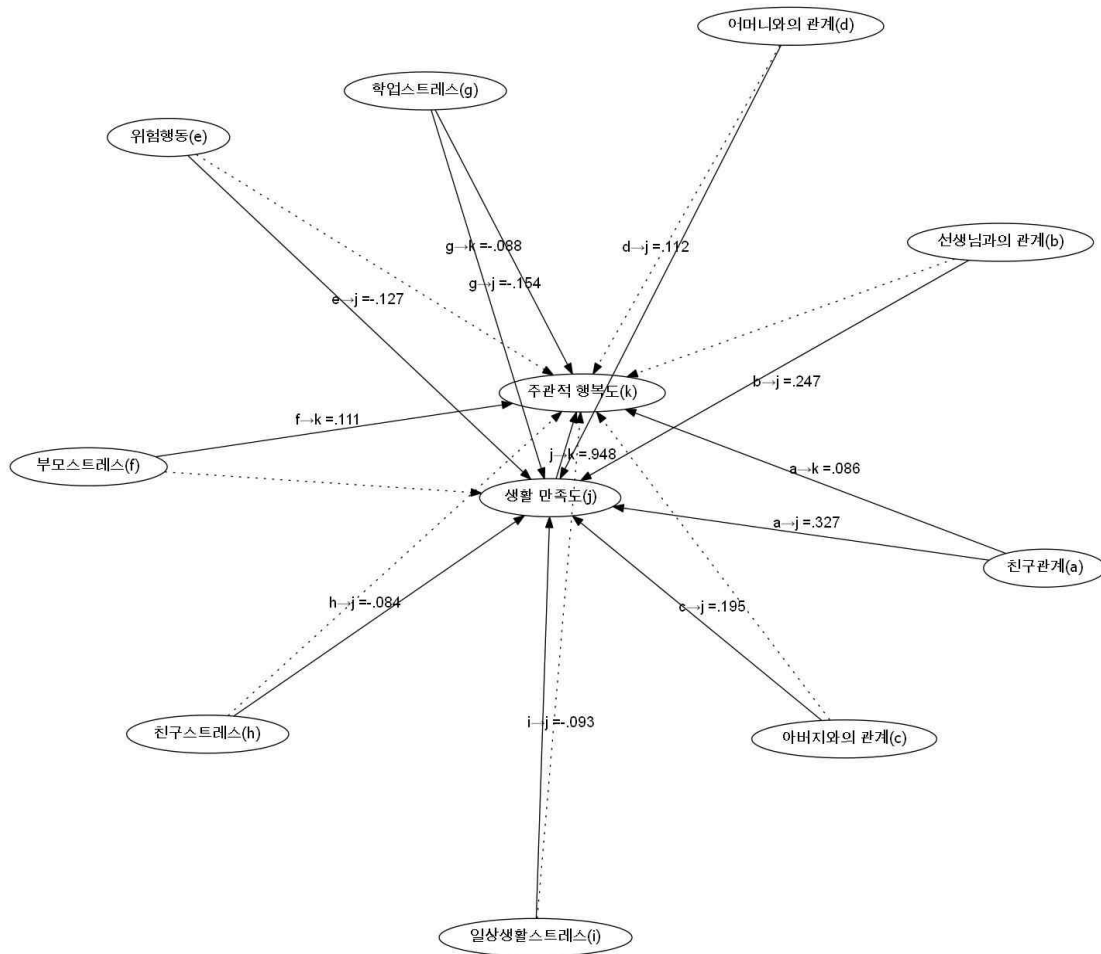 어머니와의 관계(d)
학업스트레스(g)
위험행동(e)
선생님과의 관계(b)
g→k =-.088
d→j =.112
g→j =-.154
e→j =-.127
b→j =.247
주관적 행복도(k)
f→k =.111
j→k =.948
부모스트레스(f)
a→k =.086
생활 만족도(j)
a→j =.327
친구관계(a)
h→j =-.084
c→j =.195
친구스트레스(h)
i→j =-.093
아버지와의 관계(c)
일상생활스트레스(i)